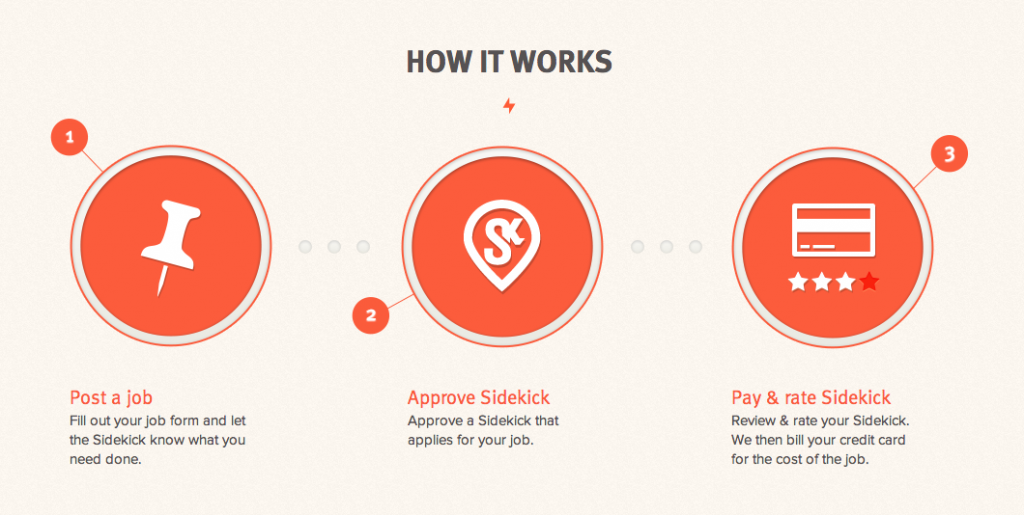 HOW IT WORKS
1
2
3
SK
Post a job
Fill out your job form and let
the Sidekick know what you
need done.
Approve Sidekick
Approve a Sidekick that
applies for your job.
Pay & rate Sidekick
Review & rate your Sidekick.
We then bill your credit card
for the cost of the job.